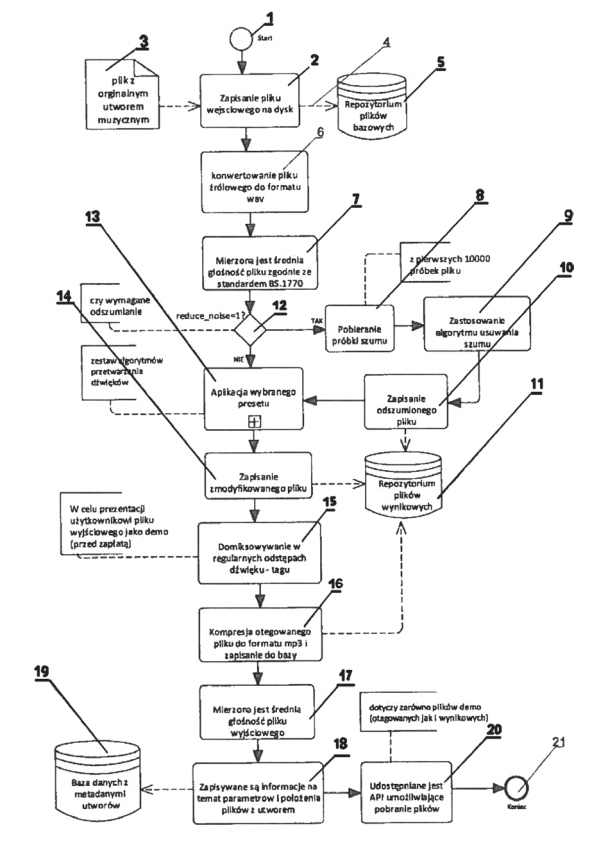 1
Start
3
2
4
5
plik z
orginalnym
utworem
muzycznym
Zapisanie pliku
wejsciowego na dysk
Repozytorium
plików
bazowych
6
konwertowanie pliku
źrólowego do formatu
wav
7
Mierzona jest średnia
głośność pliku zgodnie ze
standardem BS.1770
8
9
10
z pierwszych 10000
próbek pliku
13
14
czy wymagane
odszumianie
reduce_noise=1?
12
TAK
NIE
Pobieranie
próbki szumu
Zastosowanie
algorytmu usuwania
szumu
zestaw algorytmów
przetwarzania
dźwięków
Aplikacja wybranego
presetu
Zapisanie
odszumionego
pliku
11
Zapisanie
zmodyfikowanego pliku
Repozytorium
plików
wynikowych
W celu prezentacji
użytkownikowi pliku
wyjściowego jako demo
(przed zapłatą)
15
Domiksowywanie w
regularnych odstępach
dźwięku - tagu
16
Kompresja otegowanego
pliku do formatu mp3 i
zapisanie do bazy
17
Mierzona jest średnia
głośność pliku
wyjściowego
19
dotyczy zarówno plików demo
(otagowanych jak i wynikowych)
18
20
21
Baza danych z
metadanymi
utworów
Zapisywane są informacje na
temat parametrow i położenia
plików z utworem
Udostępniane jest
API umożliwiające
pobranie plików
Koniec